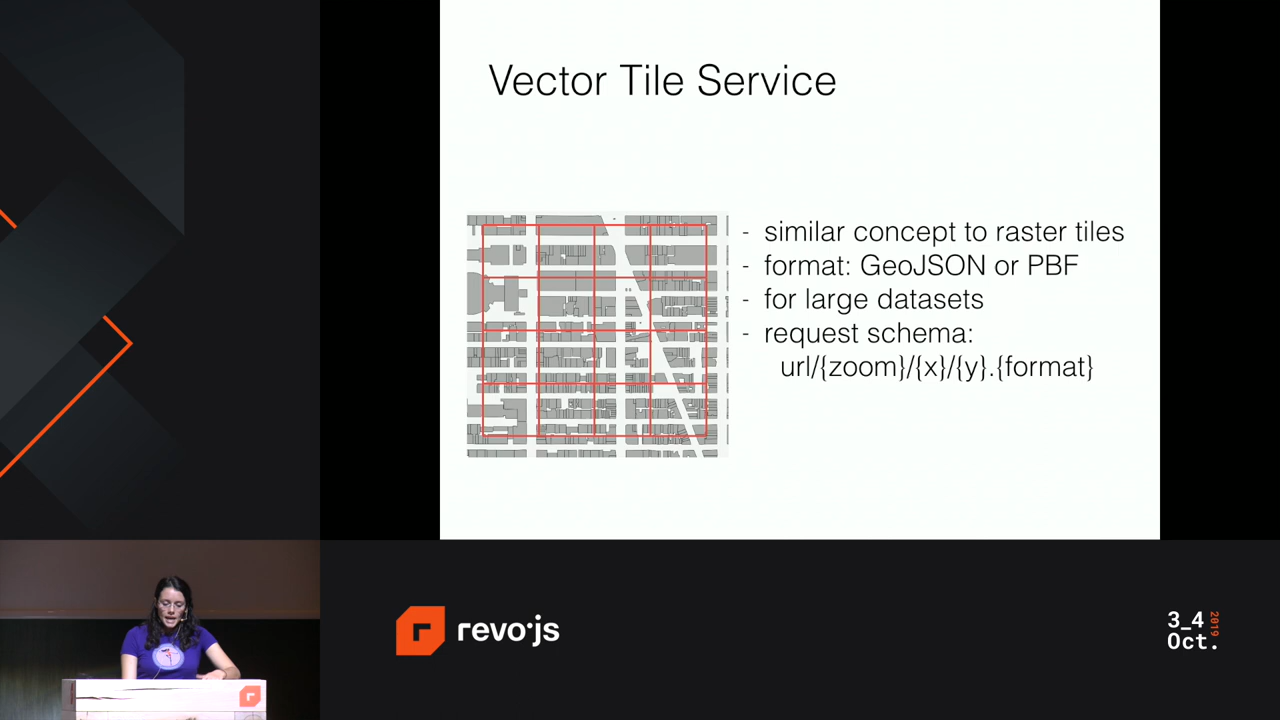 Vector Tile Service
- similar concept to raster tiles
- format: GeoJSON or PBF
- for large datasets
- request schema:
url/{zoom}/{x}/{y}.{format}
r revo·js
3_4
Oct.
2019